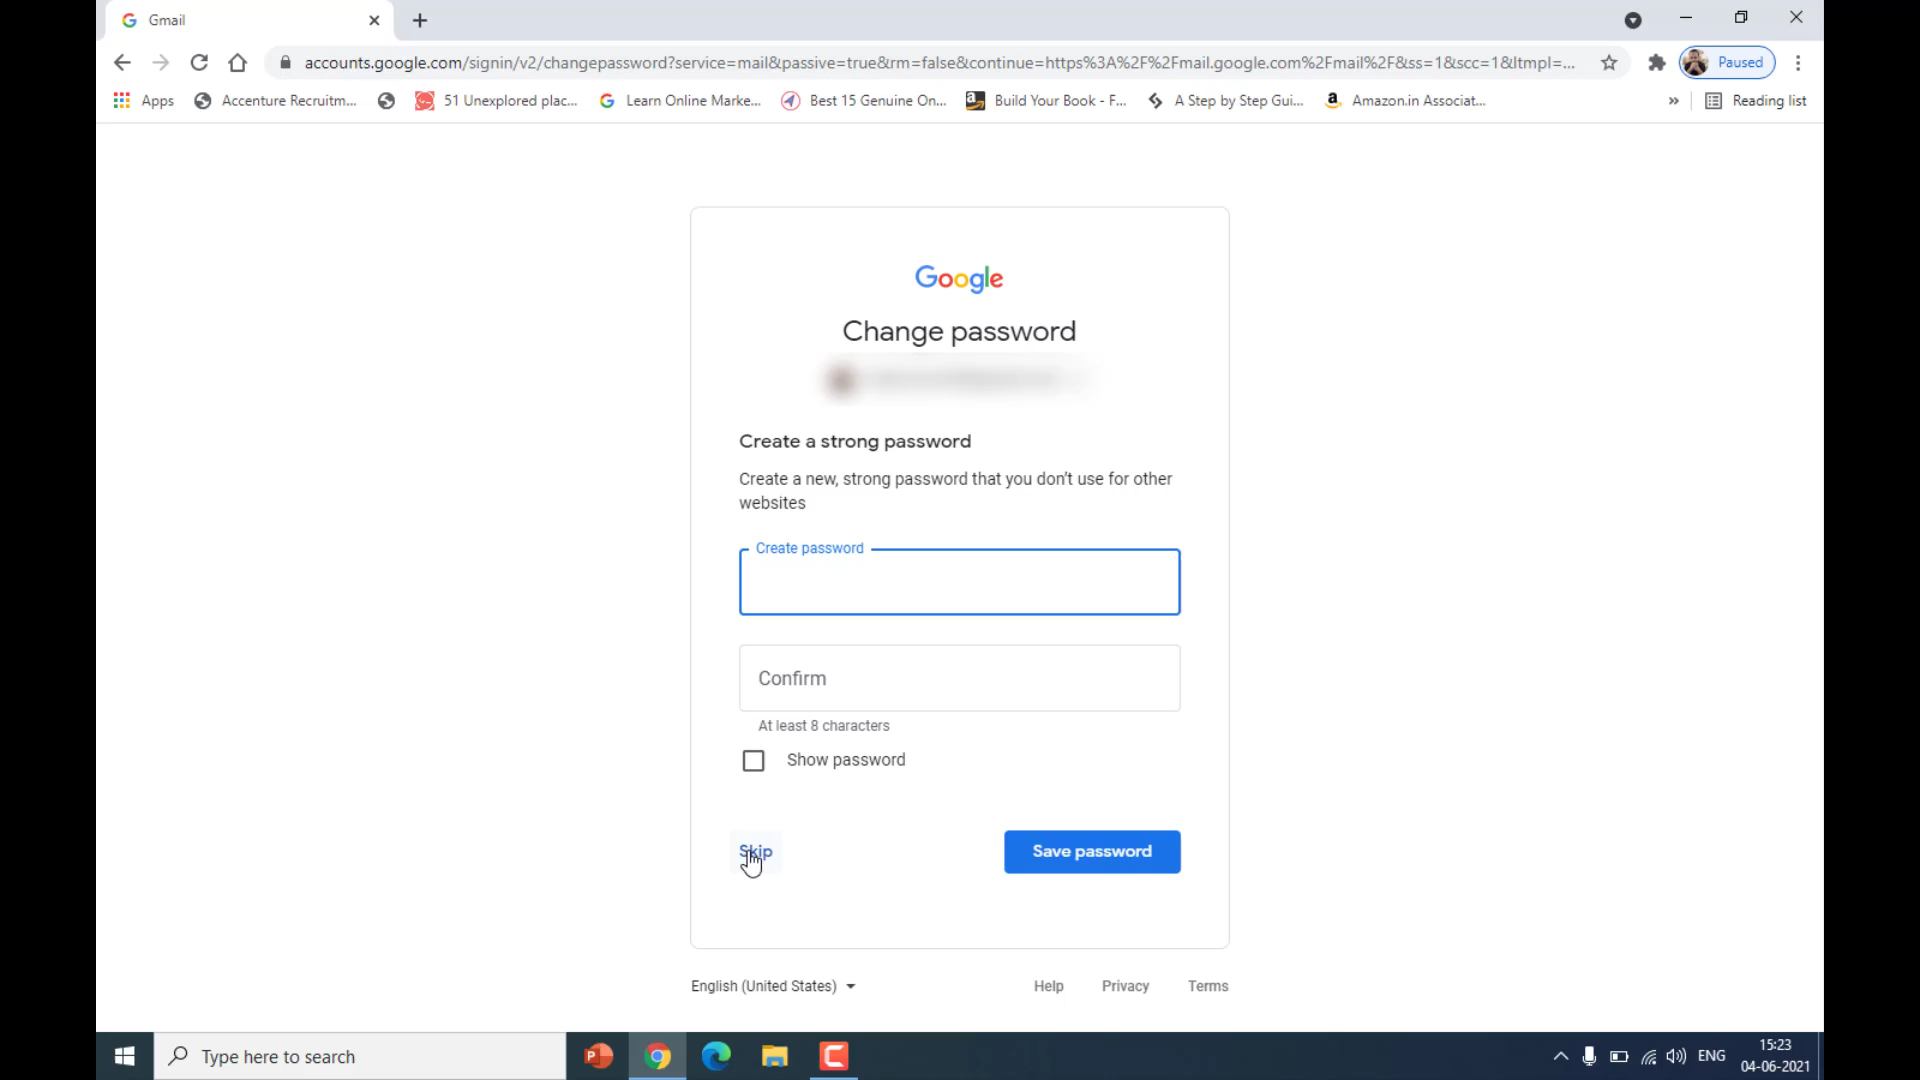 Gmail
accounts.google.com/signin/v2/changepassword?service=mail&passive=true&rm=false&continue=https%3A%2F%2Fmail.google.com%2Fmail%2F&ss=1&scc=1&ltmpl=...
Paused
Apps
Accenture Recruitm...
51 Unexplored plac...
Learn Online Marke...
Best 15 Genuine On...
Build Your Book - F...
A Step by Step Gui...
Amazon.in Associat...
»
Reading list
Google
Change password
Create a strong password
Create a new, strong password that you don't use for other
websites
Create password
Confirm
At least 8 characters
Show password
Skip
Save password
English (United States)
Help
Privacy
Terms
Type here to search
ENG
15:23
04-06-2021